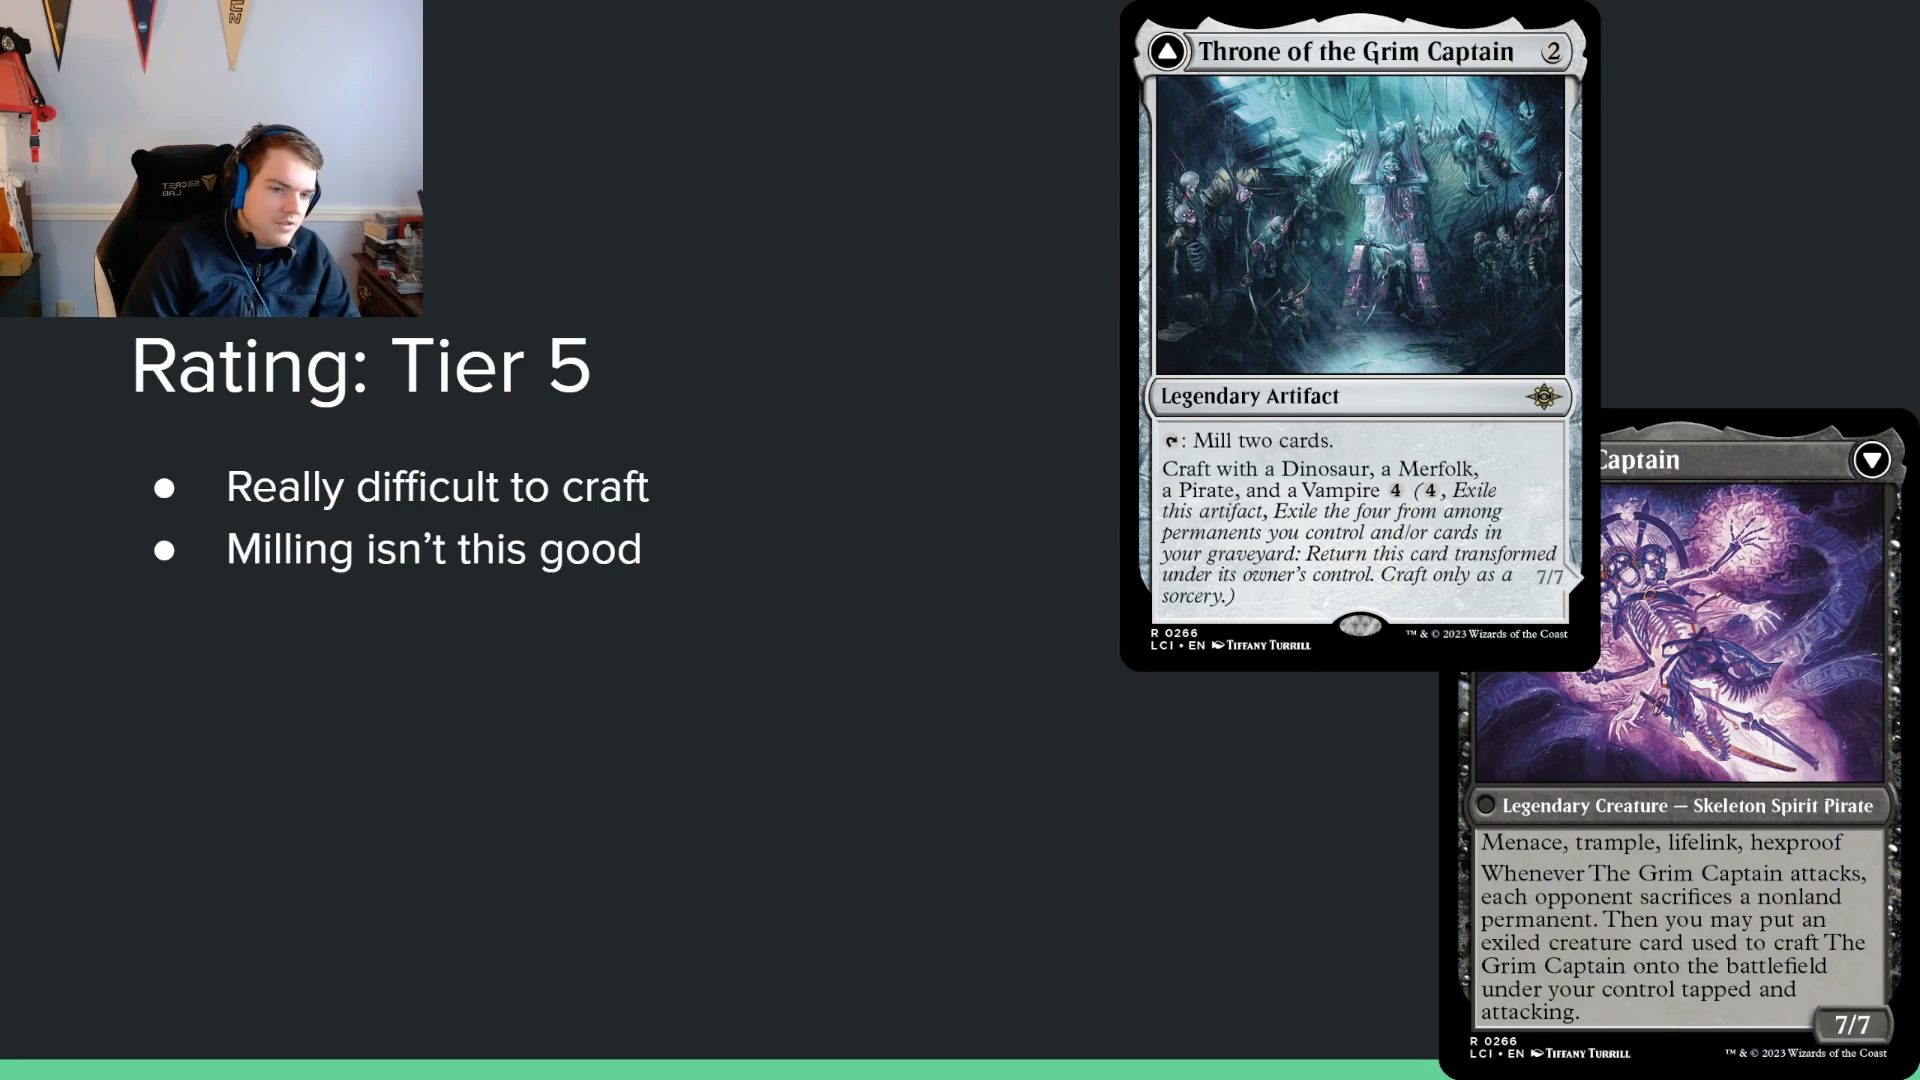 SECRET
LAB
Rating: Tier 5
● Really difficult to craft
● Milling isn’t this good
Throne of the Grim Captain 2
Legendary Artifact
: Mill two cards.
Craft with a Dinosaur, a Merfolk,
a Pirate, and a Vampire 4 (4, Exile
this artifact, Exile the four from among
permanents you control and/or cards in
your graveyard: Return this card transformed
under its owner's control. Craft only as a
sorcery.)
7/7
R 0266
LCI • EN TIFFANY TURRILL
™ & © 2023 Wizards of the Coast
Captain
Legendary Creature — Skeleton Spirit Pirate
Menace, trample, lifelink, hexproof
Whenever The Grim Captain attacks,
each opponent sacrifices a nonland
permanent. Then you may put an
exiled creature card used to craft The
Grim Captain onto the battlefield
under your control tapped and
attacking.
7/7
R 0266
LCI • EN TIFFANY TURRILL
™ & © 2023 Wizards of the Coast